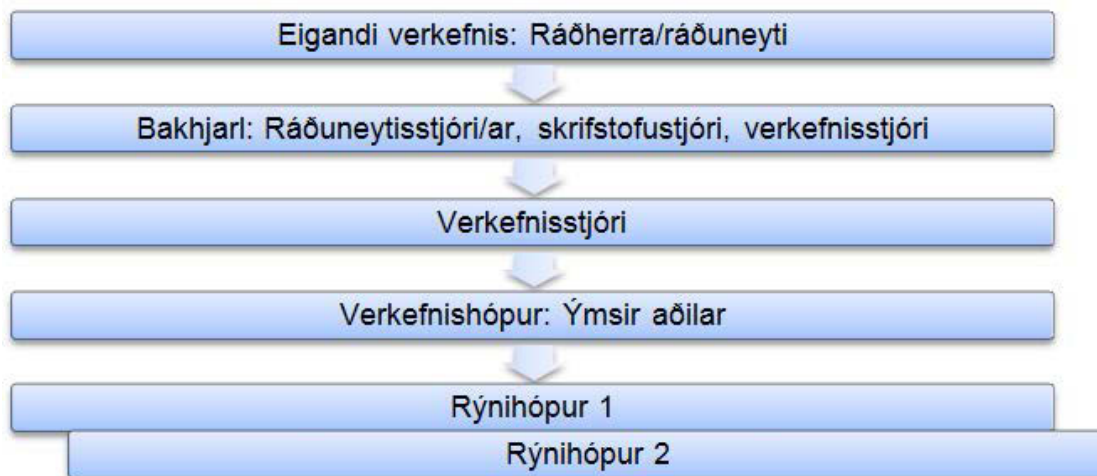 Eigandi verkefnis: Ráðherra/ráðuneyti
Bakhjarl: Ráðuneytisstjóri/ar, skrifstofustjóri, verkefnisstjóri
Verkefnisstjóri
Verkefnishópur: Ýmsir aðilar
Rýnihópur 1
Rýnihópur 2